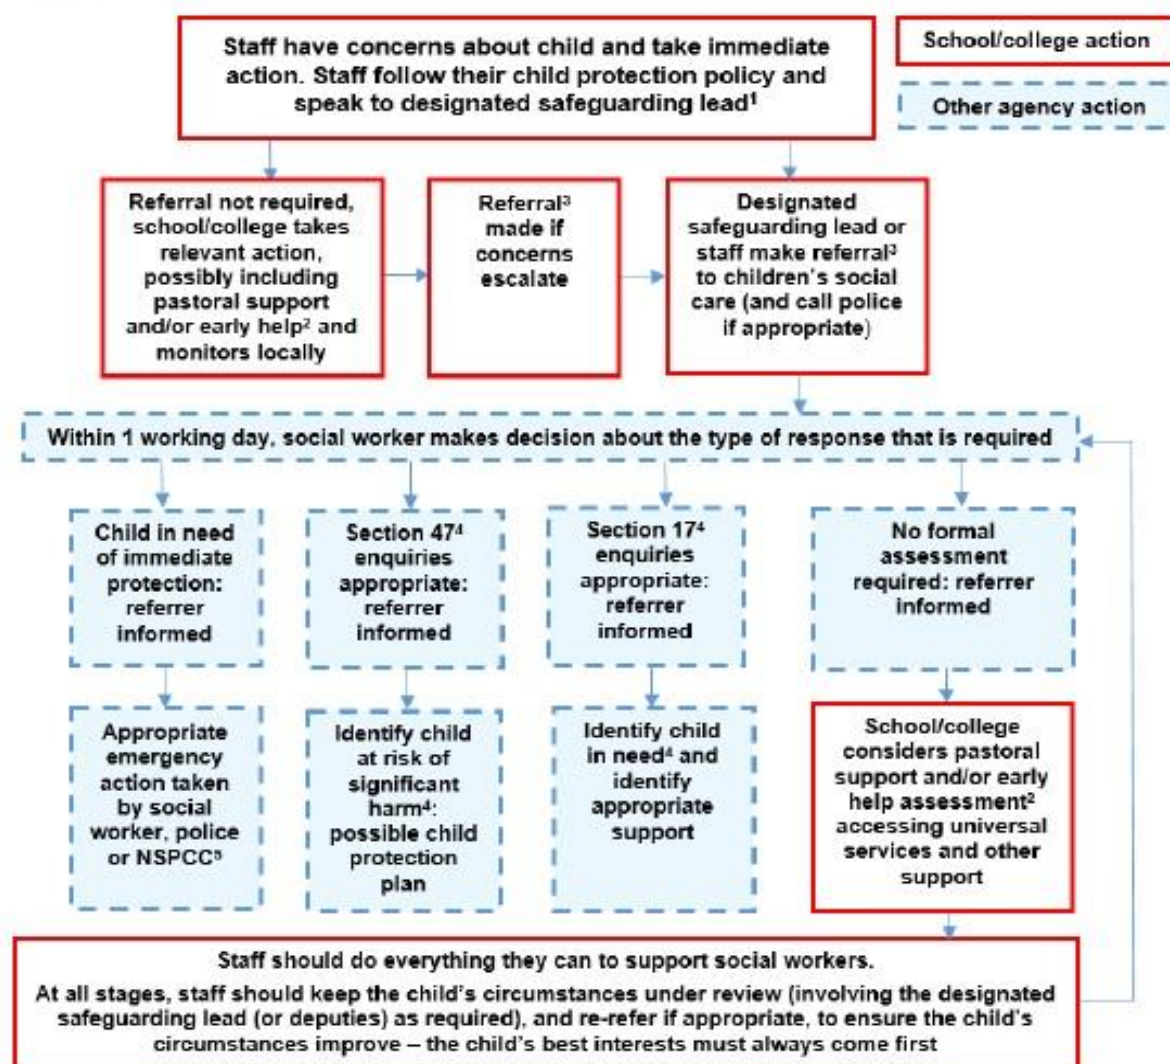 Staff have concerns about child and take immediate
action. Staff follow their child protection policy and
speak to designated safeguarding lead¹
School/college action
Other agency action
Referral not required,
school/college takes
relevant action,
possibly including
pastoral support
and/or early help² and
monitors locally
Referral³
made if
concerns
escalate
Designated
safeguarding lead or
staff make referral³
to children's social
care (and call police
if appropriate)
Within 1 working day, social worker makes decision about the type of response that is required
Child in need
of immediate
protection:
referrer
informed
Section 47⁴
enquiries
appropriate:
referrer
informed
Section 17⁴
enquiries
appropriate:
referrer
informed
No formal
assessment
required: referrer
informed
Appropriate
emergency
action taken
by social
worker, police
or NSPCC⁵
Identify child
at risk of
significant
harm⁴:
possible child
protection
plan
Identify child
in need⁴ and
identify
appropriate
support
School/college
considers pastoral
support and/or early
help assessment²
accessing universal
services and other
support
Staff should do everything they can to support social workers.
At all stages, staff should keep the child's circumstances under review (involving the designated
safeguarding lead (or deputies) as required), and re-refer if appropriate, to ensure the child's
circumstances improve – the child's best interests must always come first